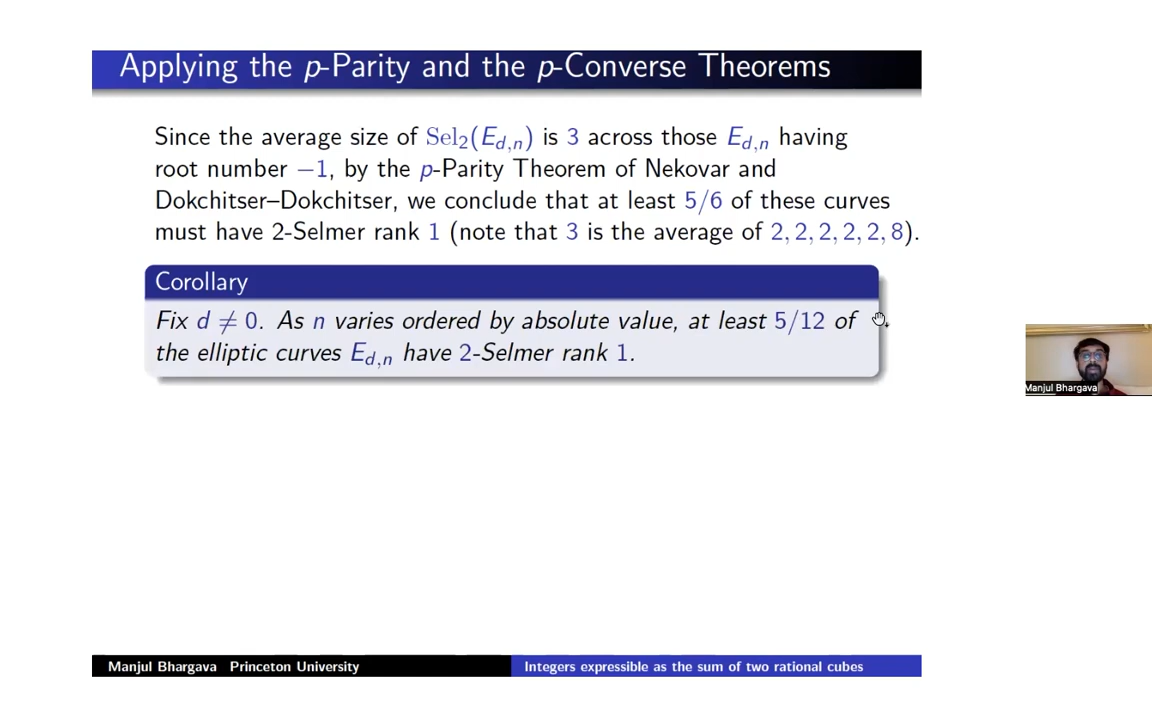 Applying the p-Parity and the p-Converse Theorems
Since the average size of Sel₂(E_{d,n}) is 3 across those E_{d,n} having
root number −1, by the p-Parity Theorem of Nekovar and
Dokchitser–Dokchitser, we conclude that at least 5/6 of these curves
must have 2-Selmer rank 1 (note that 3 is the average of 2, 2, 2, 2, 2, 8).
Corollary
Fix d ≠ 0. As n varies ordered by absolute value, at least 5/12 of
the elliptic curves E_{d,n} have 2-Selmer rank 1.
Manjul Bhargava
Manjul Bhargava Princeton University
Integers expressible as the sum of two rational cubes